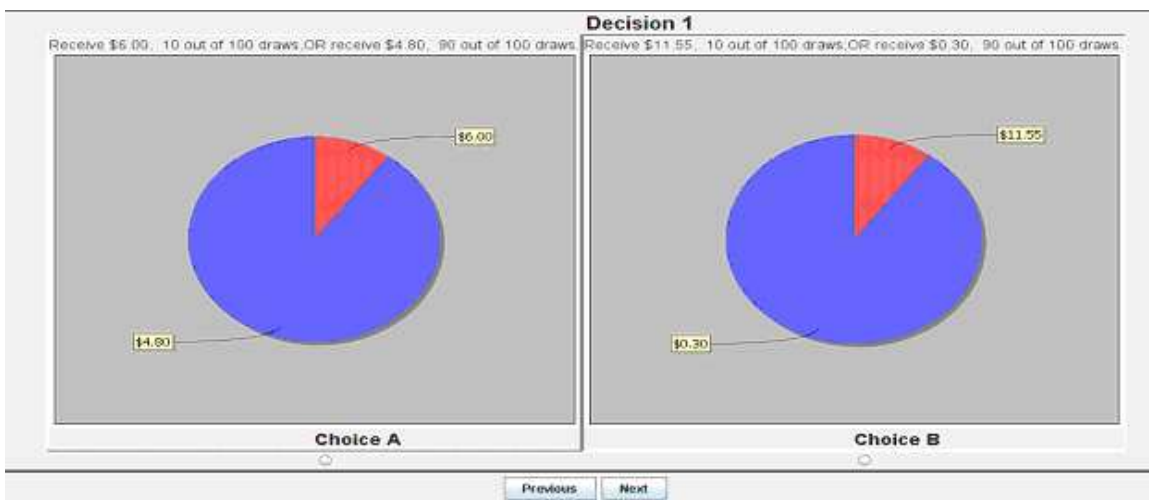 Decision 1
Receive $6.00, 10 out of 100 draws,OR receive $4.80, 90 out of 100 draws.
Receive $11.55, 10 out of 100 draws,OR receive $0.30, 90 out of 100 draws.
$6.00
$11.55
$4.80
$0.30
Choice A
Choice B
Previous
Next